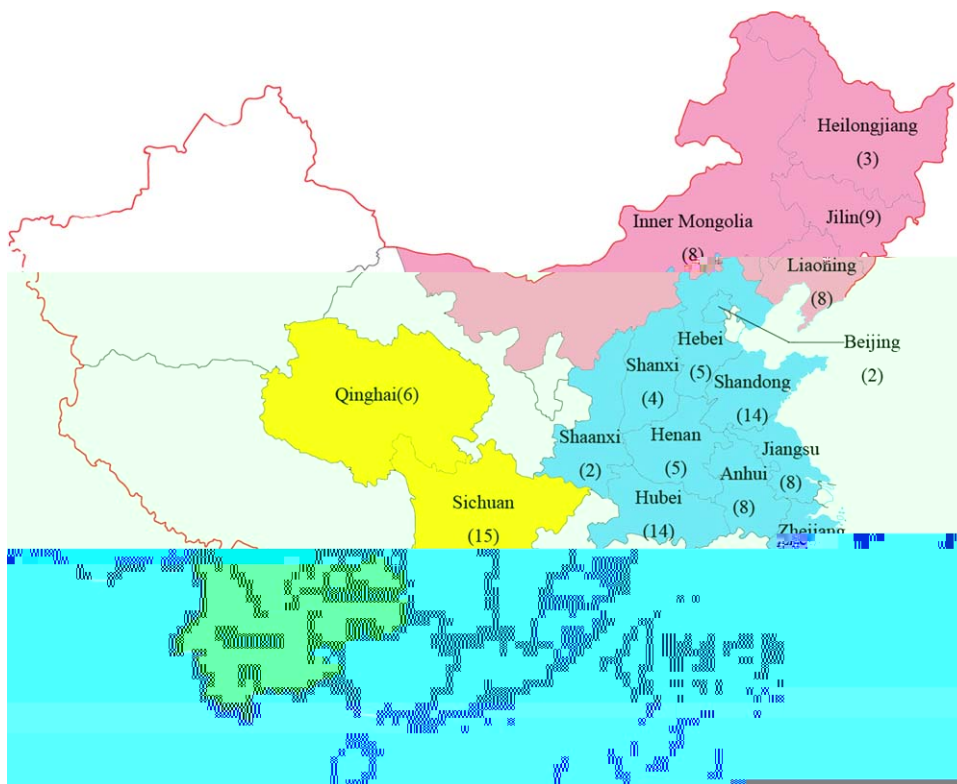 Heilongjiang
(3)
Inner Mongolia
(8)
Jilin(9)
Liaoning
(8)
Beijing
(2)
Hebei
(5)
Shanxi
(4)
Shandong
(14)
Qinghai(6)
Shaanxi
(2)
Henan
(5)
Jiangsu
(8)
Anhui
(8)
Sichuan
(15)
Hubei
(14)
Zhejiang